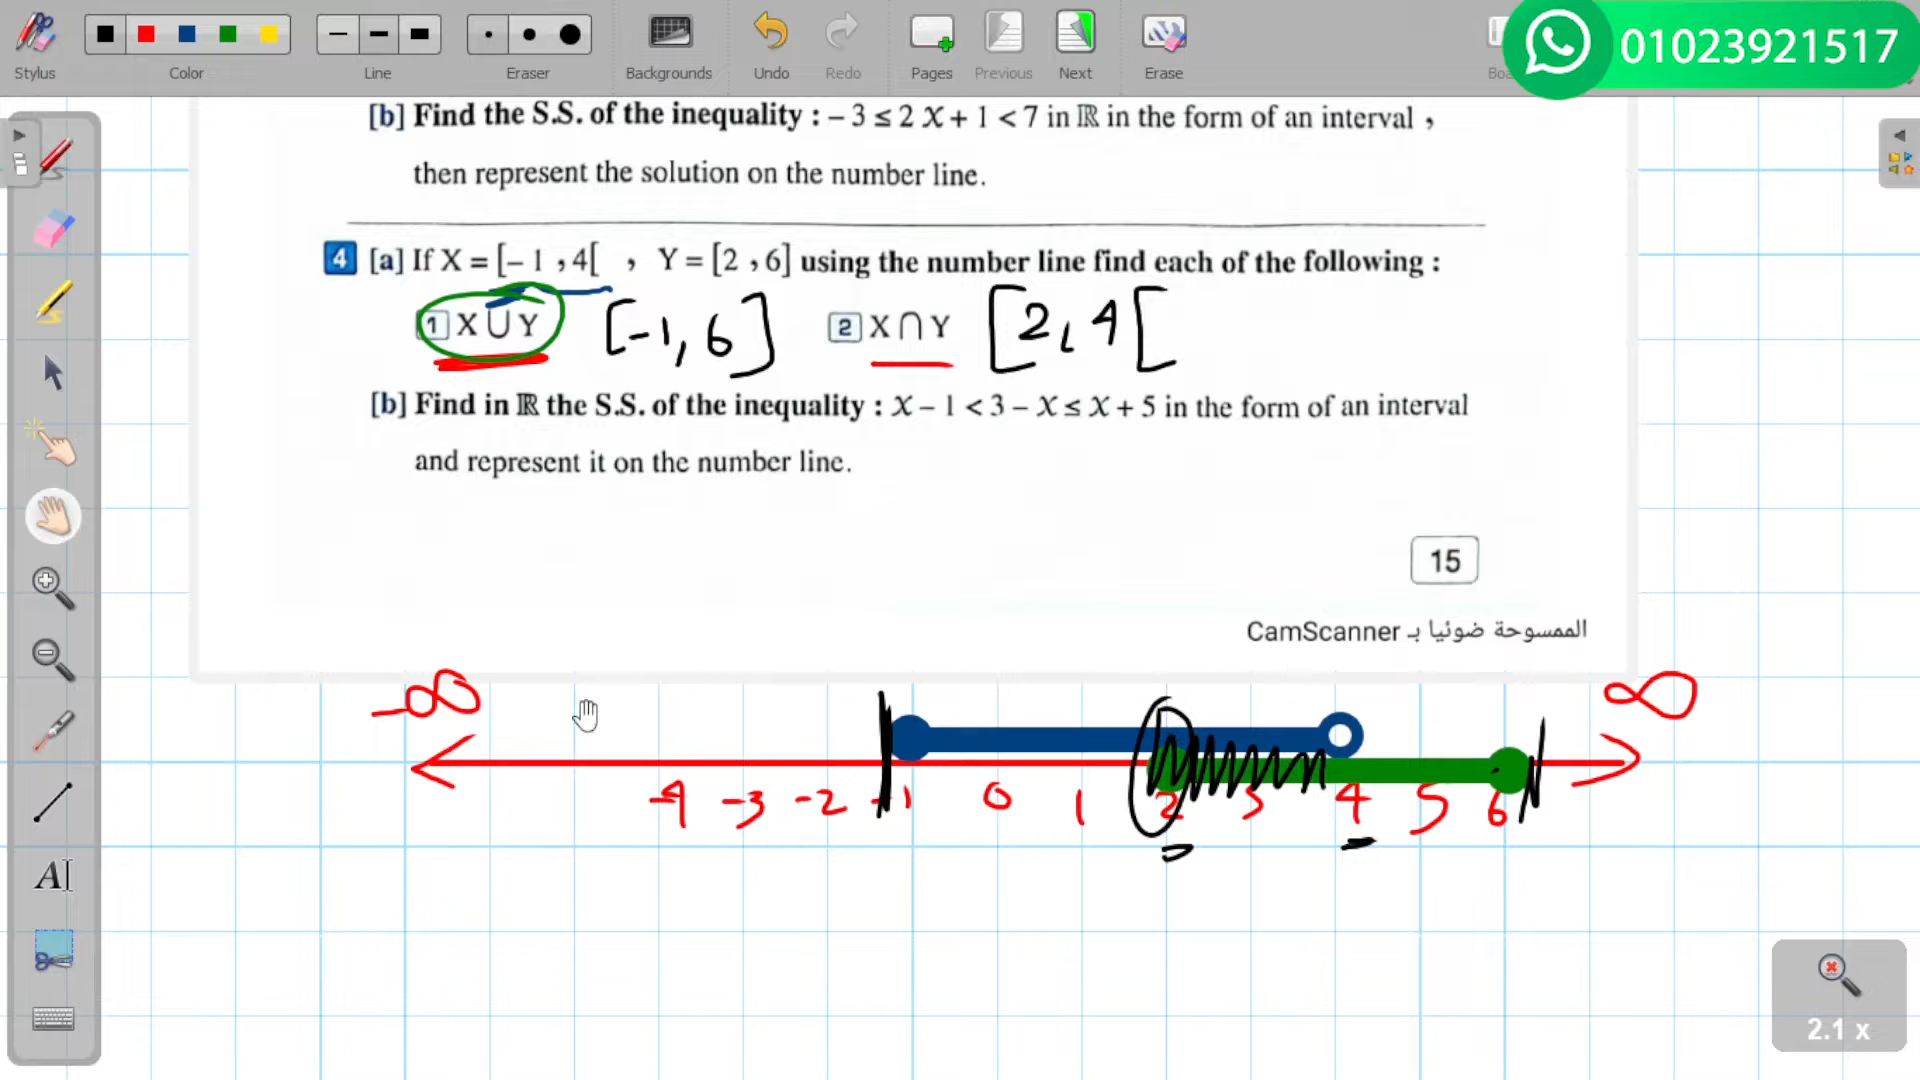 Stylus Color Line Eraser Backgrounds Undo Redo Pages Previous Next Erase
01023921517
[b] Find the S.S. of the inequality : – 3 ≤ 2 X + 1 < 7 in ℝ in the form of an interval ,
then represent the solution on the number line.
4 [a] If X = [– 1 , 4[ , Y = [2 , 6] using the number line find each of the following :
1 X ∪ Y [-1, 6] 2 X ∩ Y [2, 4[
[b] Find in ℝ the S.S. of the inequality : X – 1 < 3 – X ≤ X + 5 in the form of an interval
and represent it on the number line.
15
الممسوحة ضوئيا بـ CamScanner
-∞ ∞
-4 -3 -2 -1 0 1 2 3 4 5 6
2.1 x